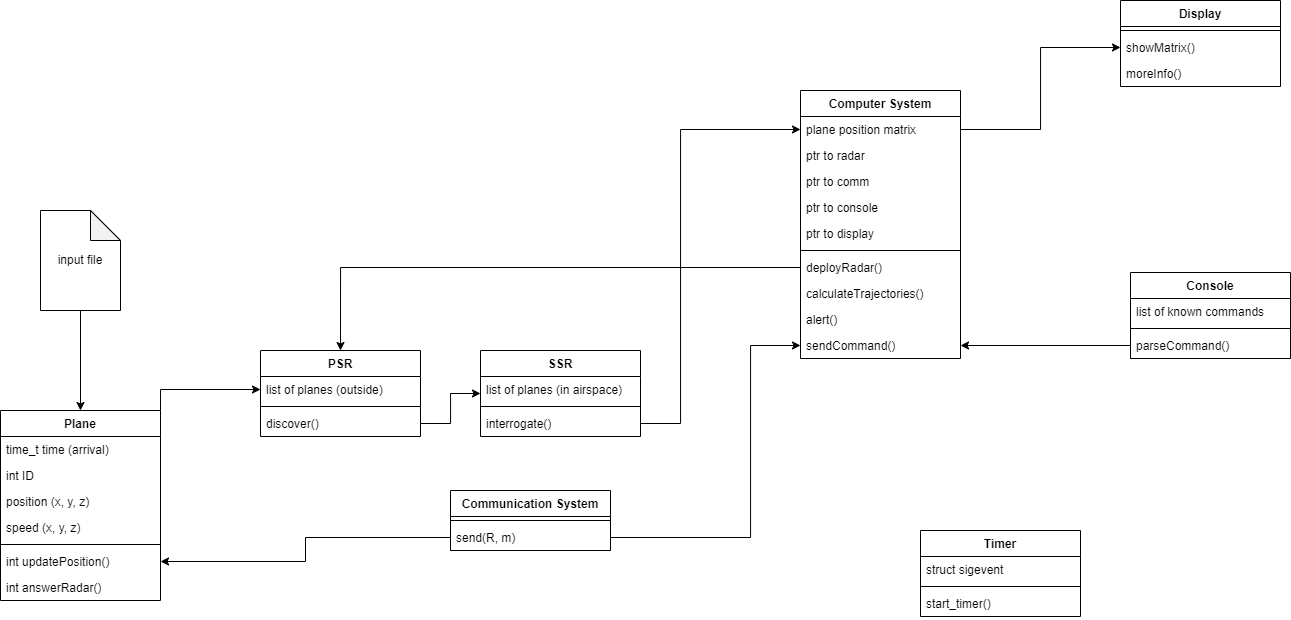 Display
showMatrix()
moreInfo()
Computer System
plane position matrix
ptr to radar
ptr to comm
ptr to console
ptr to display
deployRadar()
calculateTrajectories()
alert()
sendCommand()
input file
Console
list of known commands
parseCommand()
PSR
list of planes (outside)
discover()
SSR
list of planes (in airspace)
interrogate()
Plane
time_t time (arrival)
int ID
position (x, y, z)
speed (x, y, z)
int updatePosition()
int answerRadar()
Communication System
send(R, m)
Timer
struct sigevent
start_timer()